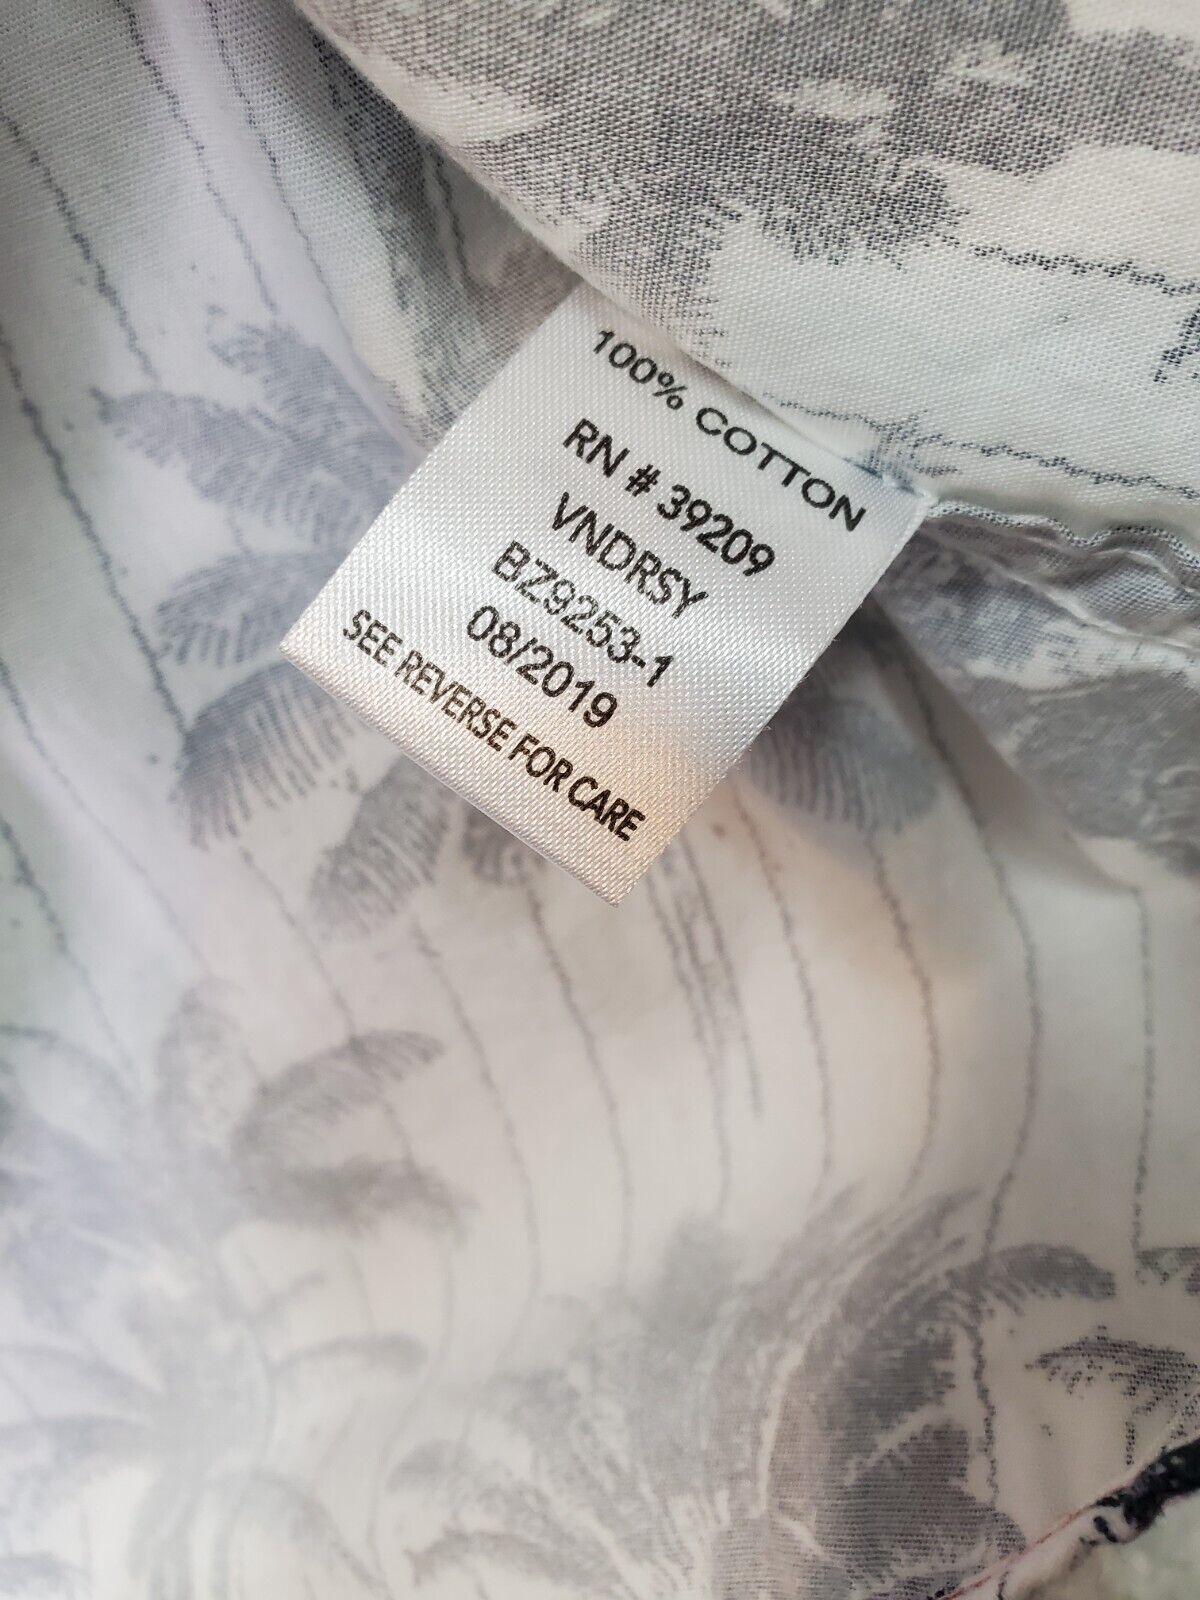 100% COTTON
RN # 39209
VNDRSY
BZ9253-1
08/2019
SEE REVERSE FOR CARE